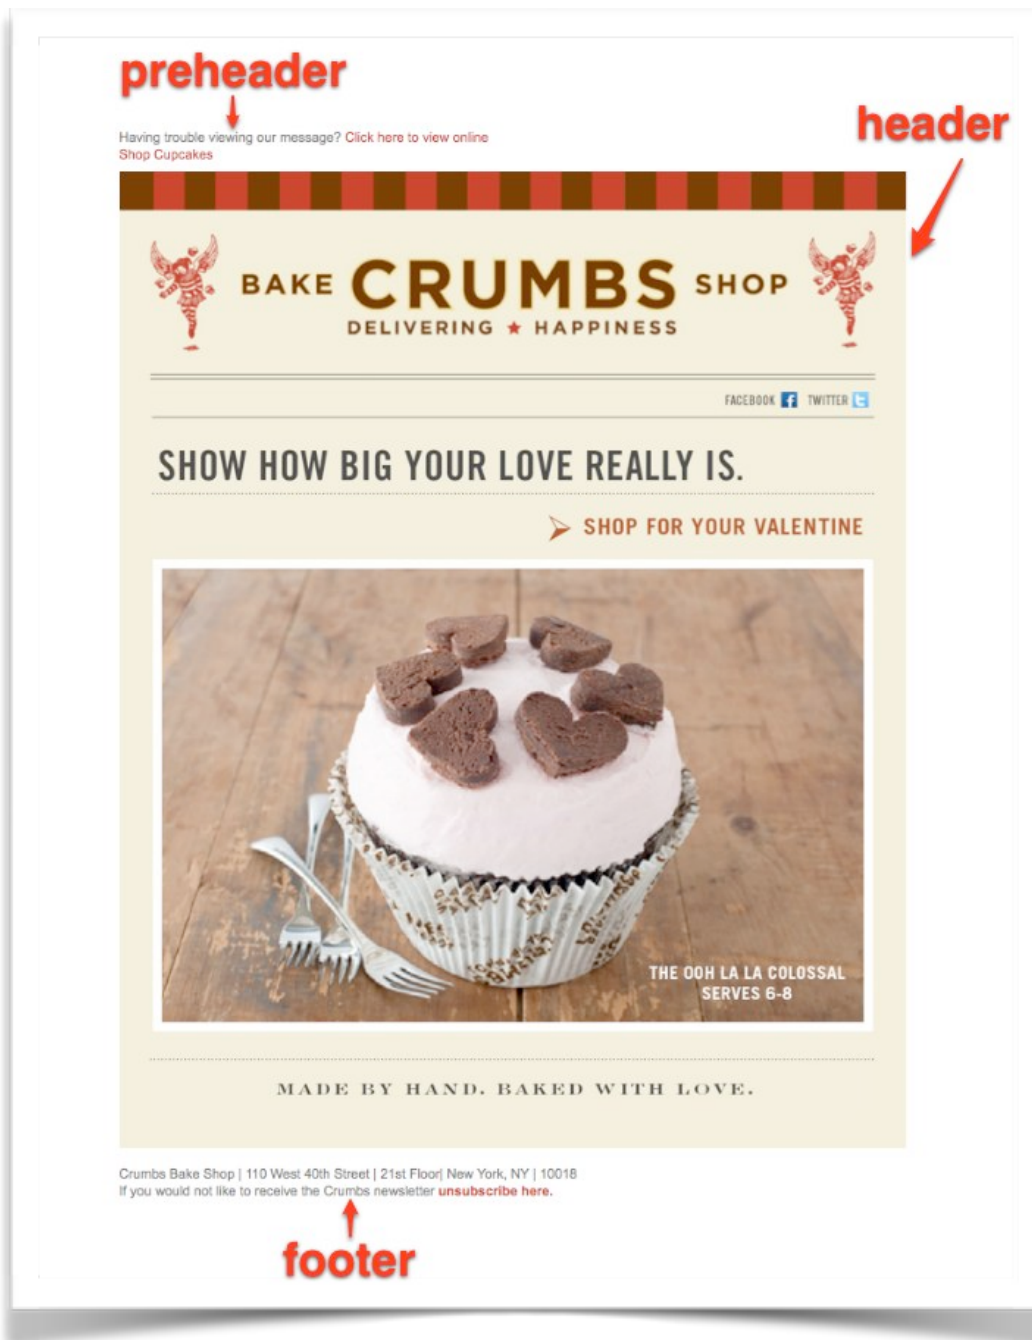 preheader
header
Having trouble viewing our message? Click here to view online
Shop Cupcakes
BAKE CRUMBS SHOP
DELIVERING ★ HAPPINESS
FACEBOOK f TWITTER t
SHOW HOW BIG YOUR LOVE REALLY IS.
SHOP FOR YOUR VALENTINE
THE OOH LA LA COLOSSAL
SERVES 6-8
MADE BY HAND. BAKED WITH LOVE.
Crumbs Bake Shop | 110 West 40th Street | 21st Floor| New York, NY | 10018
If you would not like to receive the Crumbs newsletter unsubscribe here.
footer